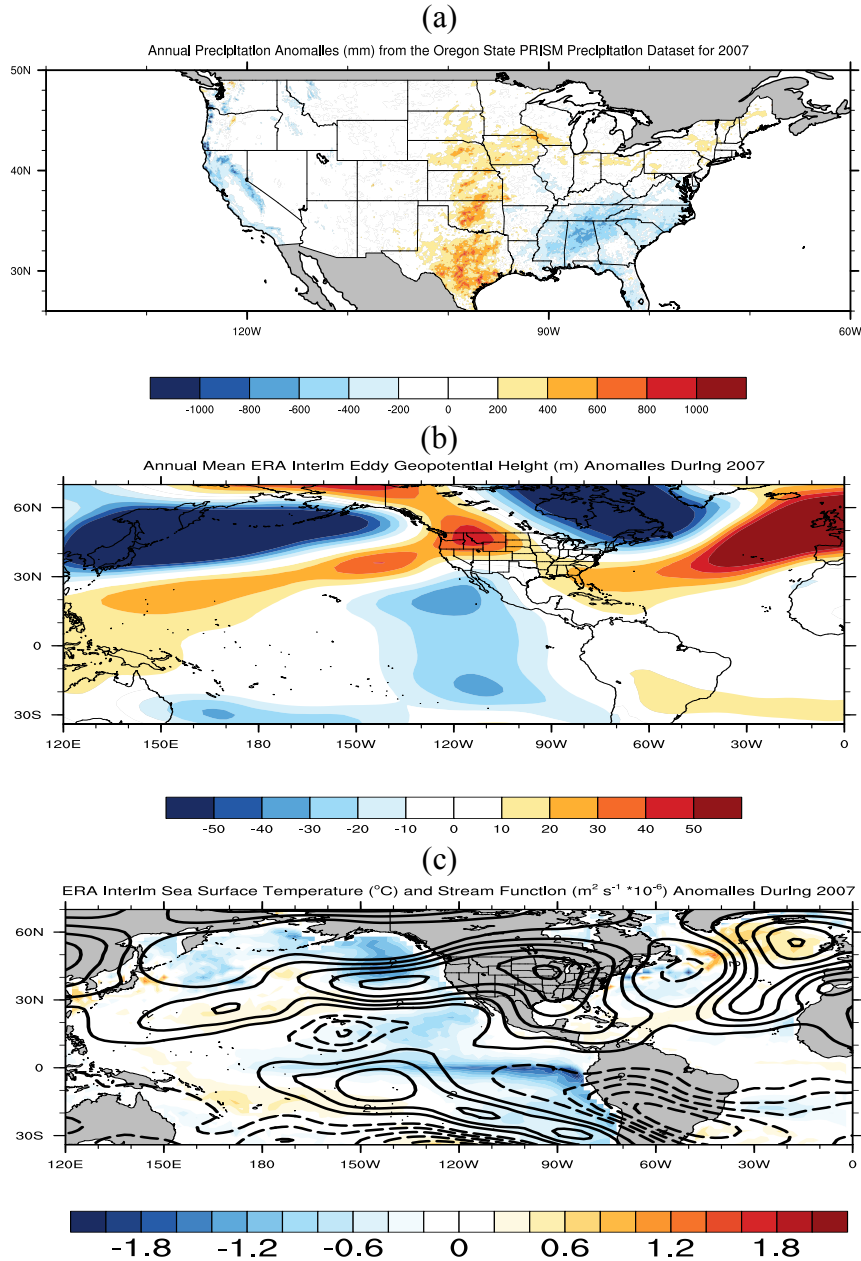 (a)
Annual Precipitation Anomalies (mm) from the Oregon State PRISM Precipitation Dataset for 2007
50N
40N
30N
120W 90W 60W
-1000 -800 -600 -400 -200 0 200 400 600 800 1000
(b)
Annual Mean ERA Interim Eddy Geopotential Height (m) Anomalies During 2007
60N
30N
0
30S
120E 150E 180 150W 120W 90W 60W 30W 0
-50 -40 -30 -20 -10 0 10 20 30 40 50
(c)
ERA Interim Sea Surface Temperature (°C) and Stream Function (m² s⁻¹ *10⁻⁶) Anomalies During 2007
60N
30N
0
30S
120E 150E 180 150W 120W 90W 60W 30W 0
-1.8 -1.2 -0.6 0 0.6 1.2 1.8